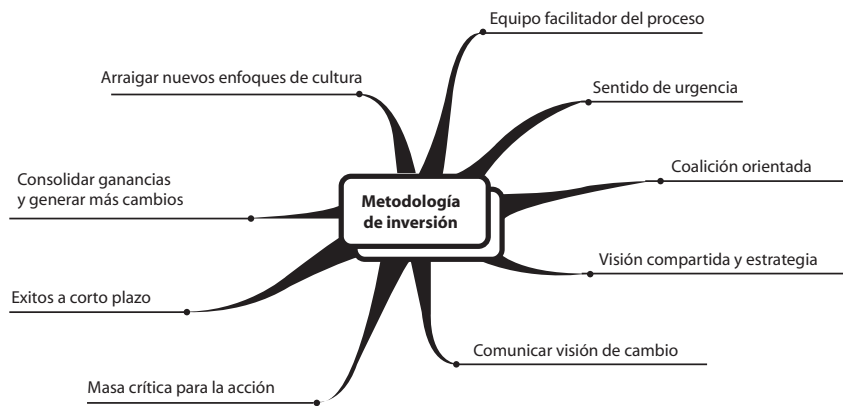 Equipo facilitador del proceso
Arraigar nuevos enfoques de cultura
Sentido de urgencia
Coalición orientada
Consolidar ganancias
y generar más cambios
Metodología
de inversión
Visión compartida y estrategia
Exitos a corto plazo
Comunicar visión de cambio
Masa crítica para la acción